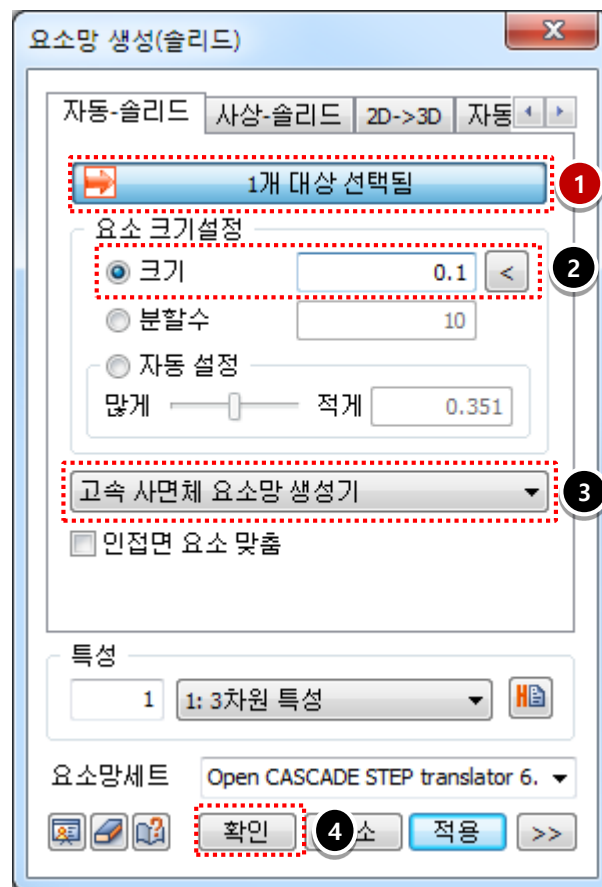 요소망 생성(솔리드)
자동-솔리드 사상-솔리드 2D->3D 자동
1개 대상 선택됨 1
요소 크기설정
크기 0.1 < 2
분할수 10
자동 설정
많게 적게 0.351
고속 사면체 요소망 생성기 3
인접면 요소 맞춤
특성
1 1: 3차원 특성
요소망세트 Open CASCADE STEP translator 6.
확인 4 소 적용 >>